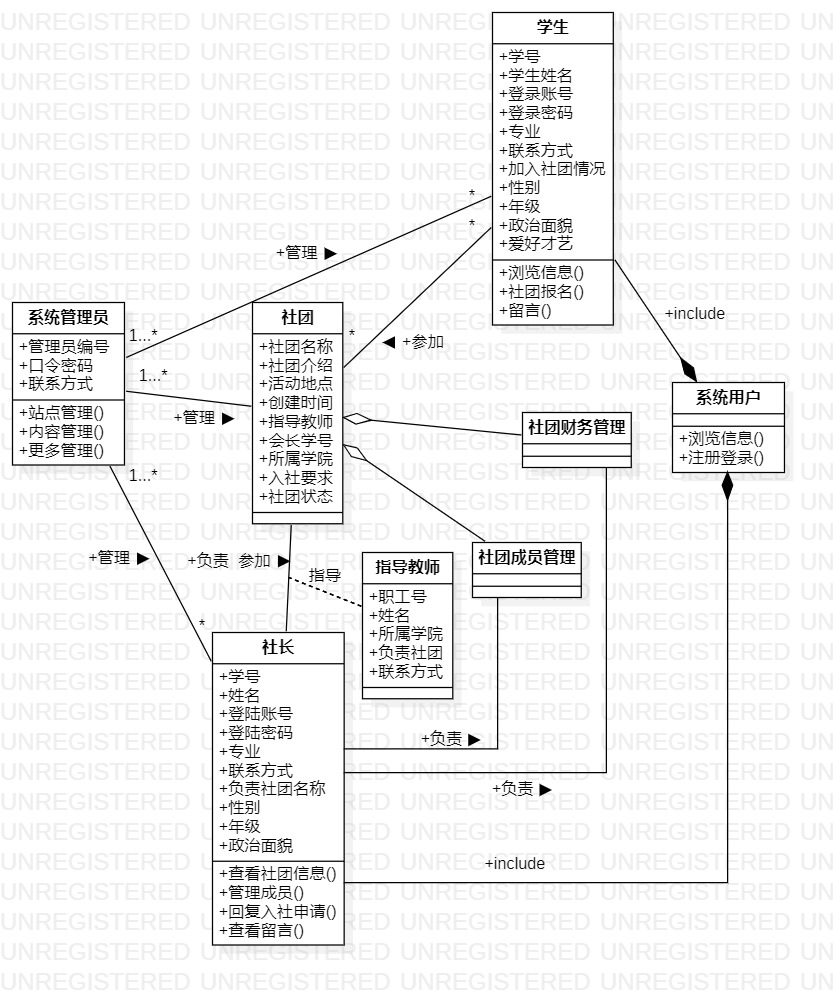 学生
+学号
+学生姓名
+登录账号
+登录密码
+专业
+联系方式
+加入社团情况
+性别
+年级
+政治面貌
+爱好才艺
+浏览信息()
+社团报名()
+留言()
*
*
+管理
+include
系统管理员
+管理员编号
+口令密码
+联系方式
+站点管理()
+内容管理()
+更多管理()
1...*
1...*
1...*
社团
+社团名称
+社团介绍
+活动地点
+创建时间
+指导教师
+会长学号
+所属学院
+入社要求
+社团状态
*
+参加
+管理
系统用户
+浏览信息()
+注册登录()
社团财务管理
社团成员管理
+管理
+负责 参加
指导
指导教师
+职工号
+姓名
+所属学院
+负责社团
+联系方式
*
社长
+学号
+姓名
+登陆账号
+登陆密码
+专业
+联系方式
+负责社团名称
+性别
+年级
+政治面貌
+查看社团信息()
+管理成员()
+回复入社申请()
+查看留言()
+负责
+负责
+include
UNREGISTERED